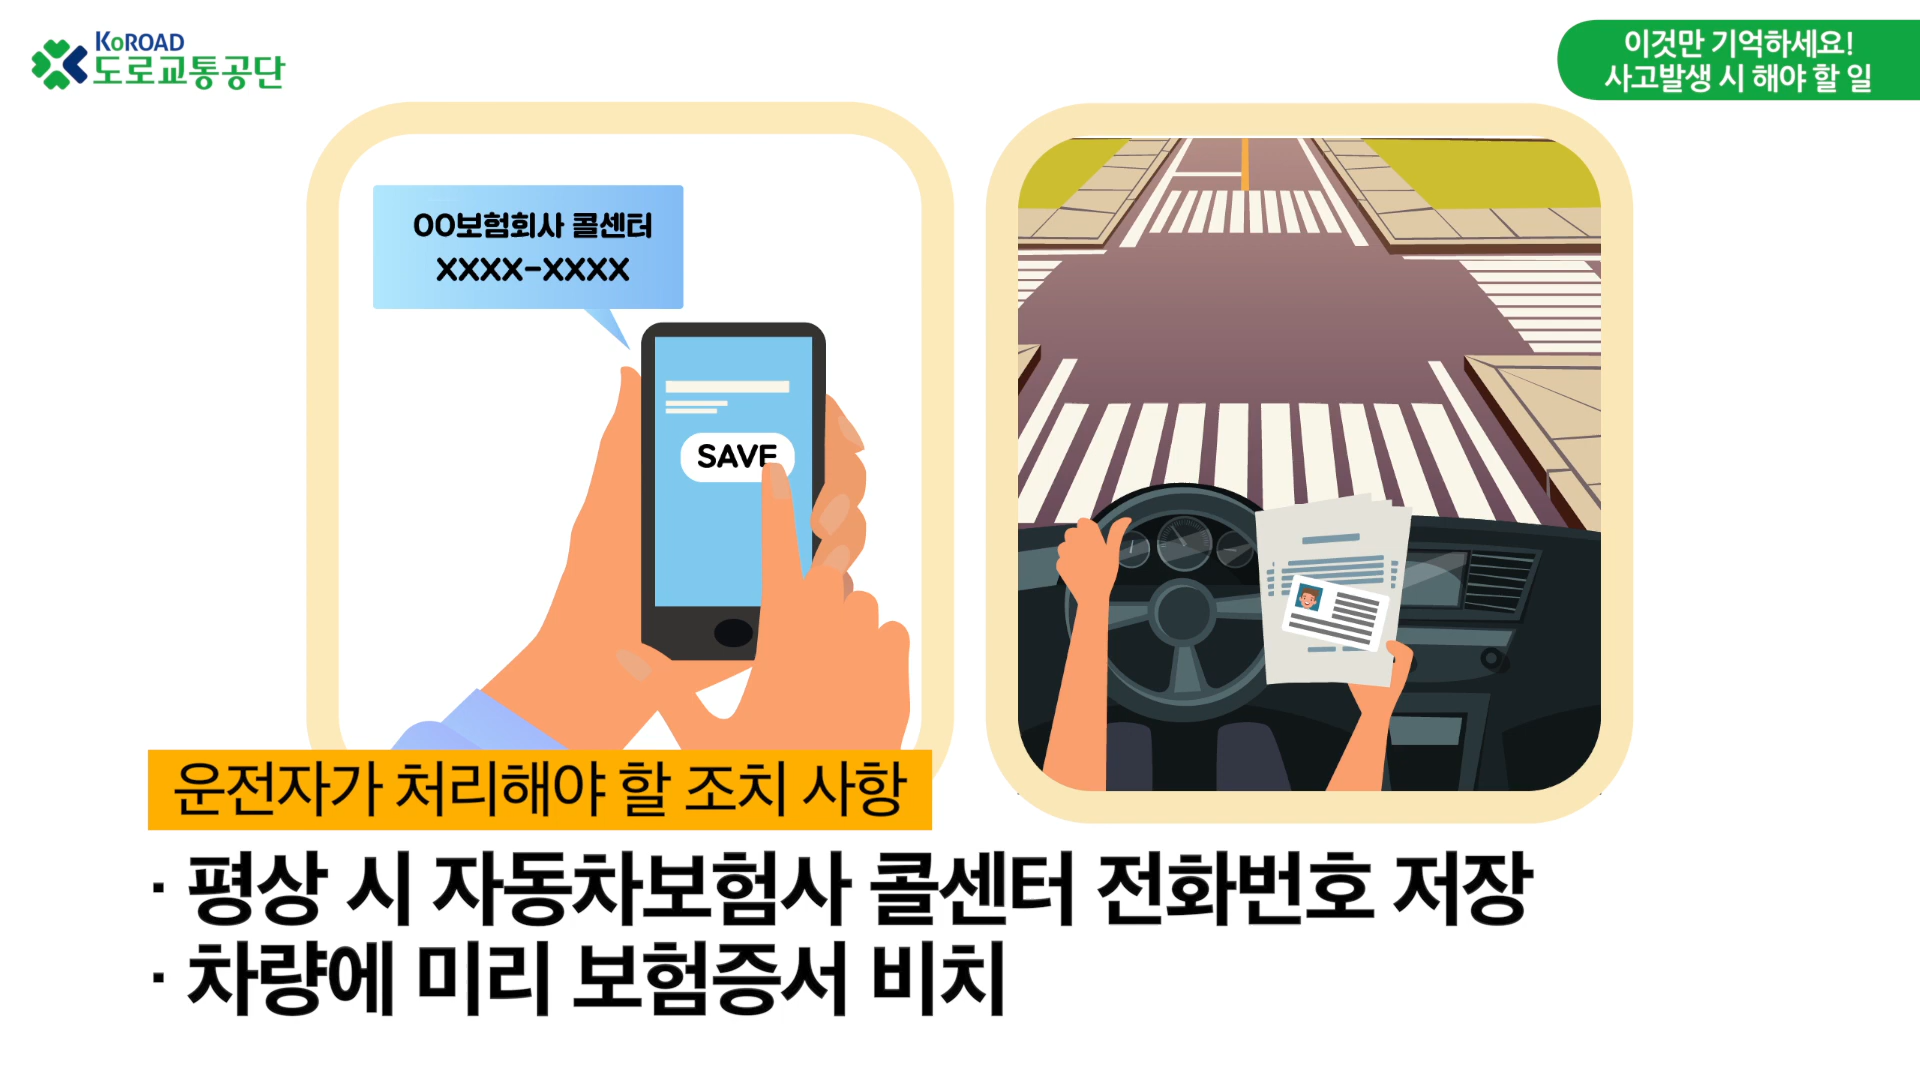 KoROAD
도로교통공단
이것만 기억하세요!
사고발생 시 해야 할 일
OO보험회사 콜센터
XXXX-XXXX
SAVE
운전자가 처리해야 할 조치 사항
· 평상 시 자동차보험사 콜센터 전화번호 저장
· 차량에 미리 보험증서 비치